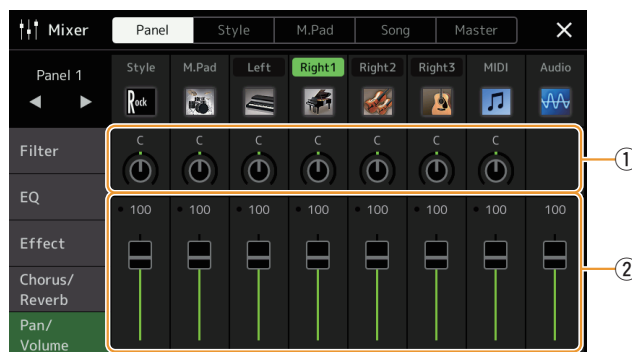 Mixer Panel Style M.Pad Song Master
Panel 1
Style M.Pad Left Right1 Right2 Right3 MIDI Audio
Rock
Filter
C C C C C C C
①
EQ
100 100 100 100 100 100 100 100
Effect
②
Chorus/
Reverb
Pan/
Volume